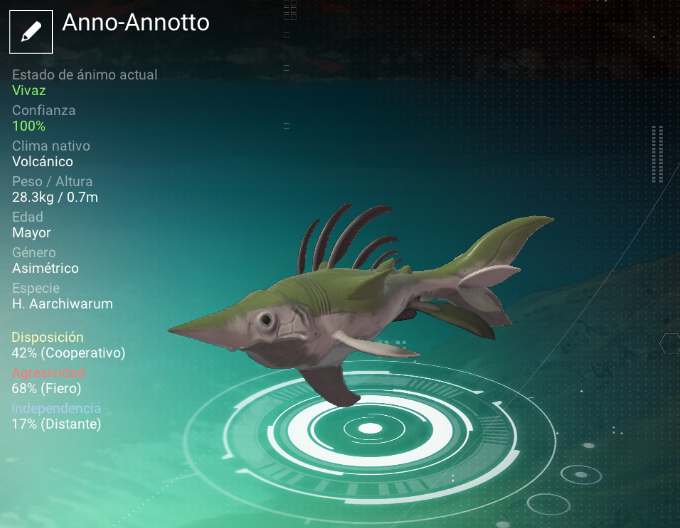 Anno-Annotto
Estado de ánimo actual
Vivaz
Confianza
100%
Clima nativo
Volcánico
Peso / Altura
28.3kg / 0.7m
Edad
Mayor
Género
Asimétrico
Especie
H. Aarchiwarum
Disposición
42% (Cooperativo)
Agresividad
68% (Fiero)
Independencia
17% (Distante)